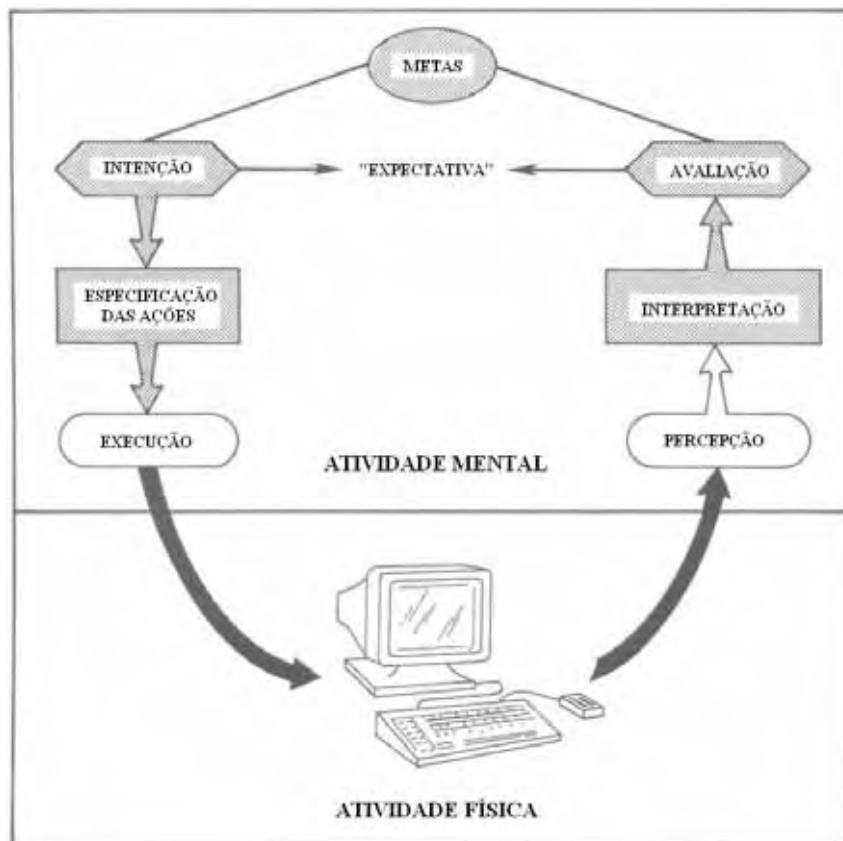 METAS
INTENÇÃO
"EXPECTATIVA"
AVALIAÇÃO
ESPECIFICAÇÃO
DAS AÇÕES
INTERPRETAÇÃO
EXECUÇÃO
PERCEPÇÃO
ATIVIDADE MENTAL
ATIVIDADE FÍSICA